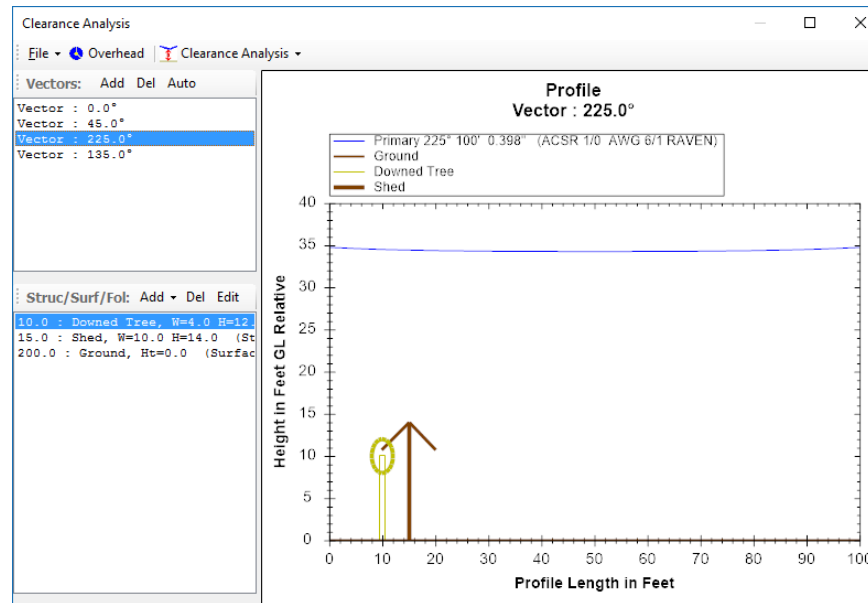 Clearance Analysis
File Overhead Clearance Analysis
Vectors: Add Del Auto
Vector : 0.0°
Vector : 45.0°
Vector : 225.0°
Vector : 135.0°
Struc/Surf/Fol: Add Del Edit
10.0 : Downed Tree, W=4.0 H=12.
15.0 : Shed, W=10.0 H=14.0 (St
200.0 : Ground, Ht=0.0 (Surfac
Profile
Vector : 225.0°
Primary 225° 100' 0.398" (ACSR 1/0 AWG 6/1 RAVEN)
Ground
Downed Tree
Shed
Height in Feet GL Relative
40
35
30
25
20
15
10
5
0
0 10 20 30 40 50 60 70 80 90 100
Profile Length in Feet